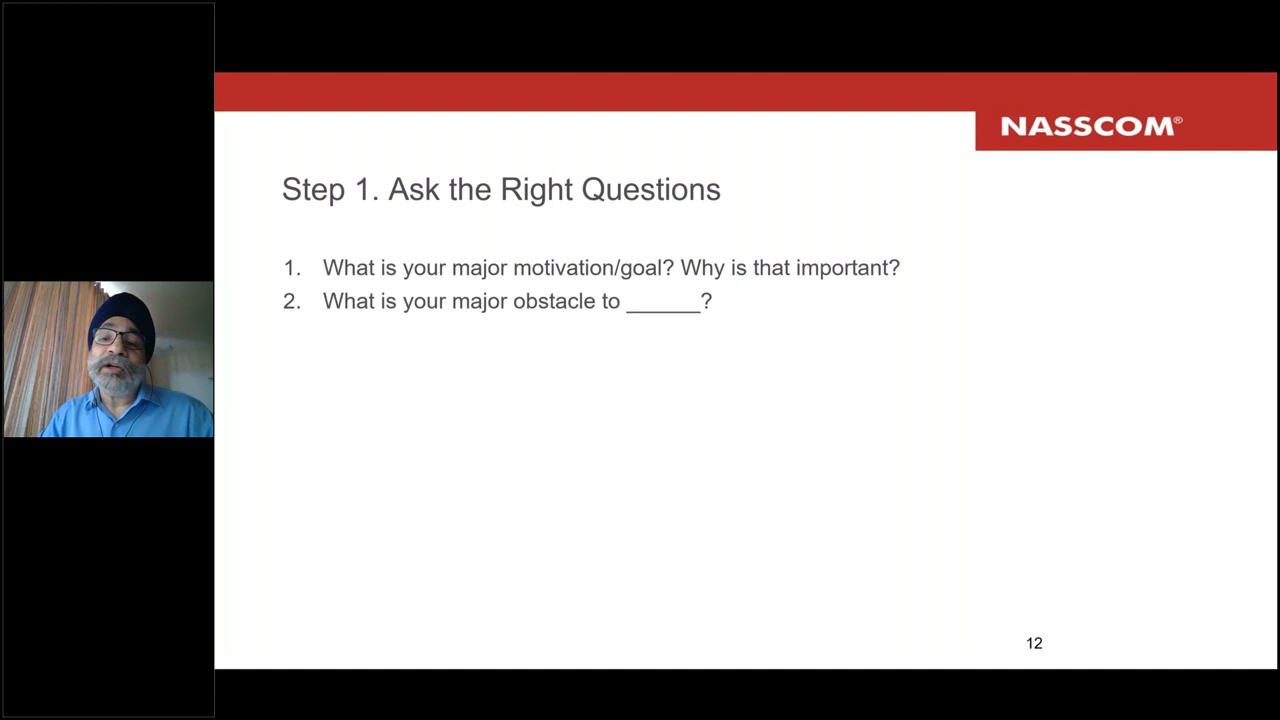 NASSCOM®
Step 1. Ask the Right Questions
1. What is your major motivation/goal? Why is that important?
2. What is your major obstacle to ______?
12